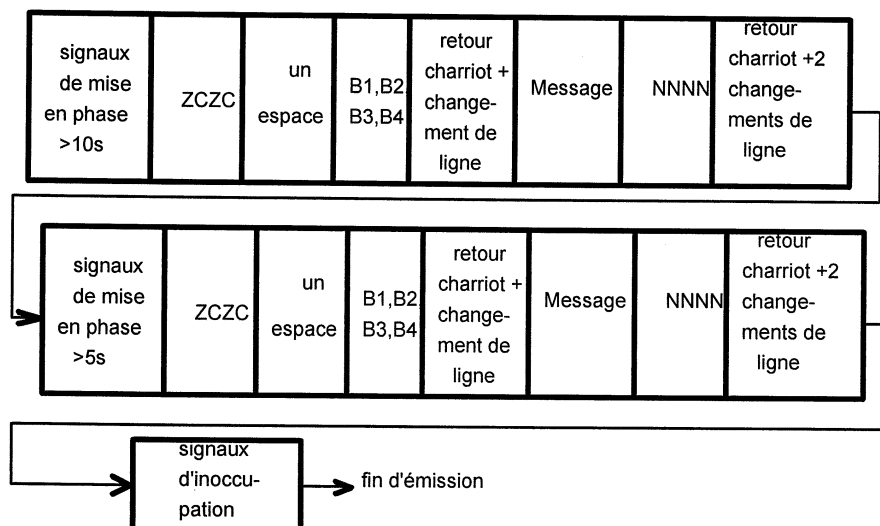 signaux
de mise
en phase
>10s
ZCZC
un
espace
B1,B2,
B3,B4
retour
charriot +
change-
ment de
ligne
Message
NNNN
retour
charriot +2
change-
ments de
ligne
signaux
de mise
en phase
>5s
ZCZC
un
espace
B1,B2,
B3,B4
retour
charriot +
change-
ment de
ligne
Message
NNNN
retour
charriot +2
change-
ments de
ligne
signaux
d'inoccu-
pation
fin d'émission